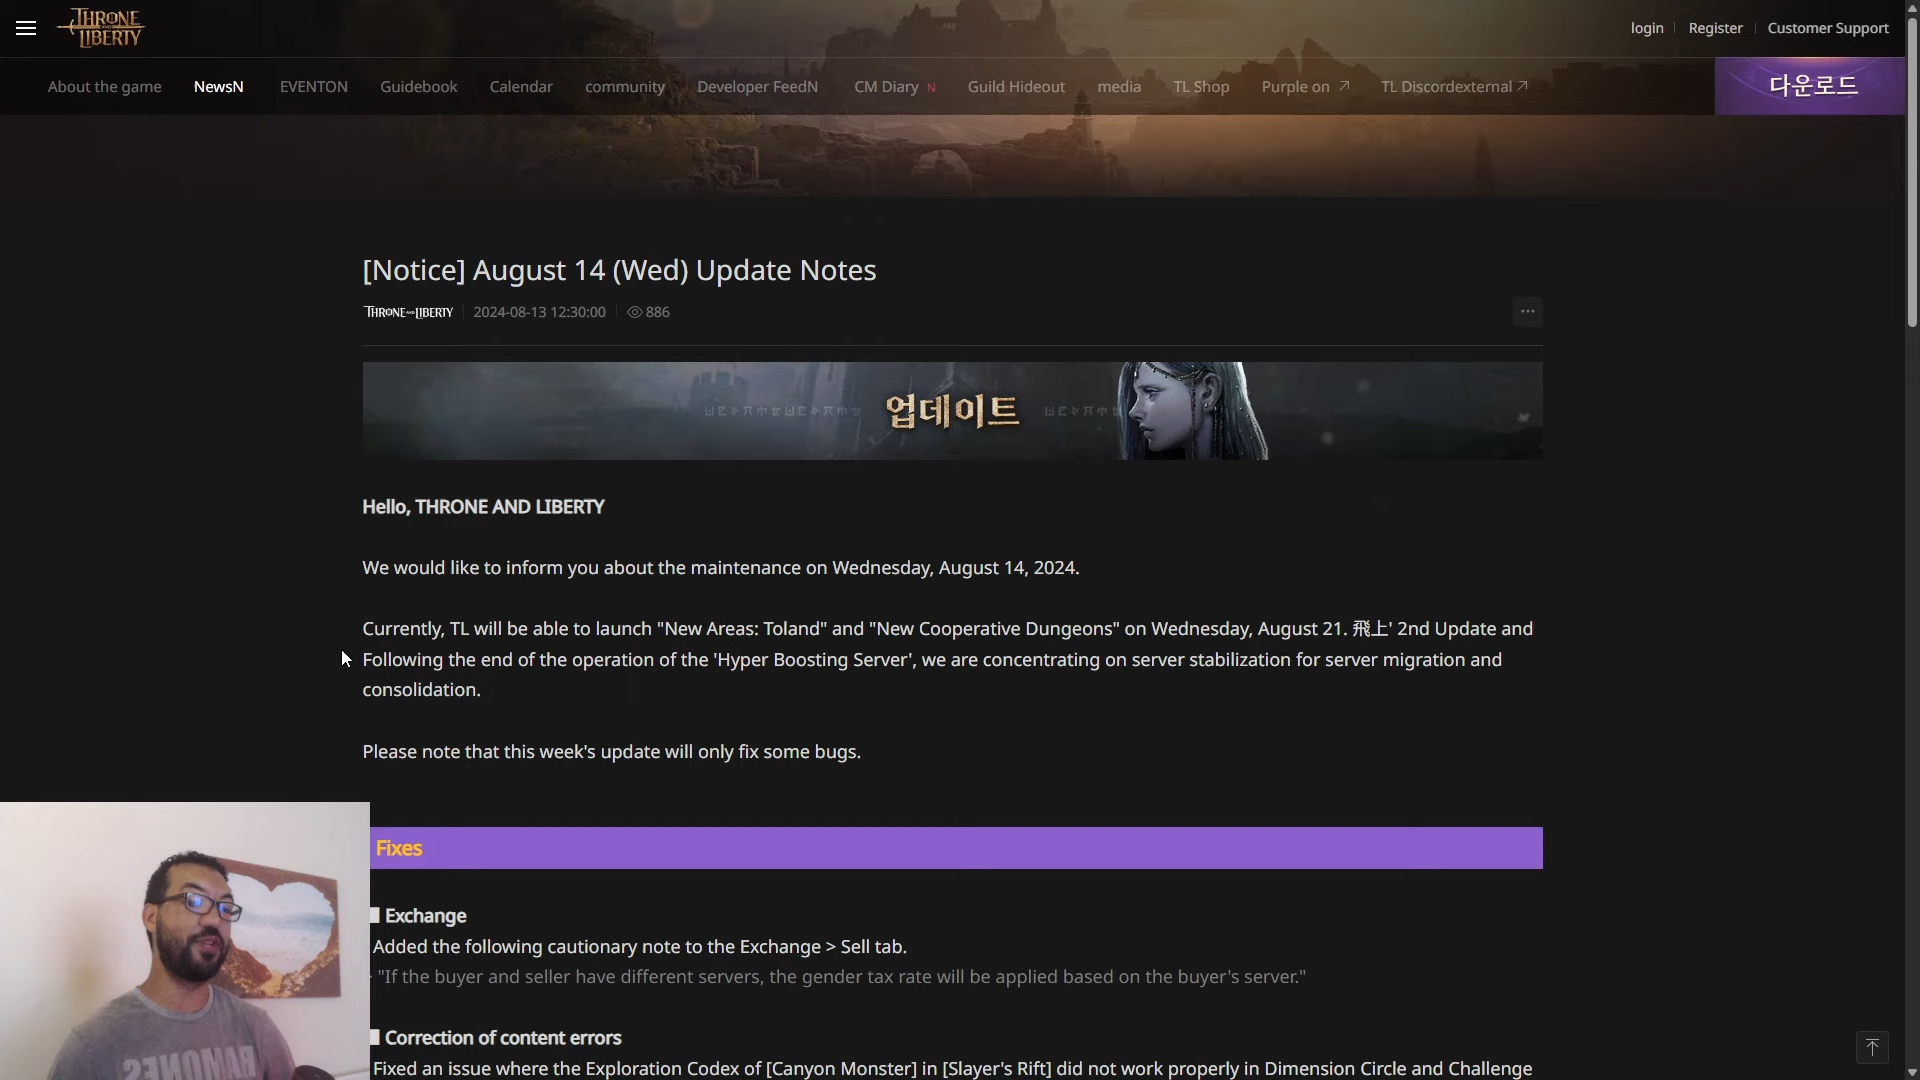 THRONE AND LIBERTY
login
Register
Customer Support
About the game
NewsN
EVENTON
Guidebook
Calendar
community
Developer FeedN
CM Diary N
Guild Hideout
media
TL Shop
Purple on
TL Discordexternal
다운로드
[Notice] August 14 (Wed) Update Notes
THRONE AND LIBERTY
2024-08-13 12:30:00
886
업데이트
Hello, THRONE AND LIBERTY
We would like to inform you about the maintenance on Wednesday, August 14, 2024.
Currently, TL will be able to launch "New Areas: Toland" and "New Cooperative Dungeons" on Wednesday, August 21. 飛上' 2nd Update and
Following the end of the operation of the 'Hyper Boosting Server', we are concentrating on server stabilization for server migration and
consolidation.
Please note that this week's update will only fix some bugs.
Fixes
Exchange
Added the following cautionary note to the Exchange > Sell tab.
"If the buyer and seller have different servers, the gender tax rate will be applied based on the buyer's server."
Correction of content errors
Fixed an issue where the Exploration Codex of [Canyon Monster] in [Slayer's Rift] did not work properly in Dimension Circle and Challenge
RAMONES